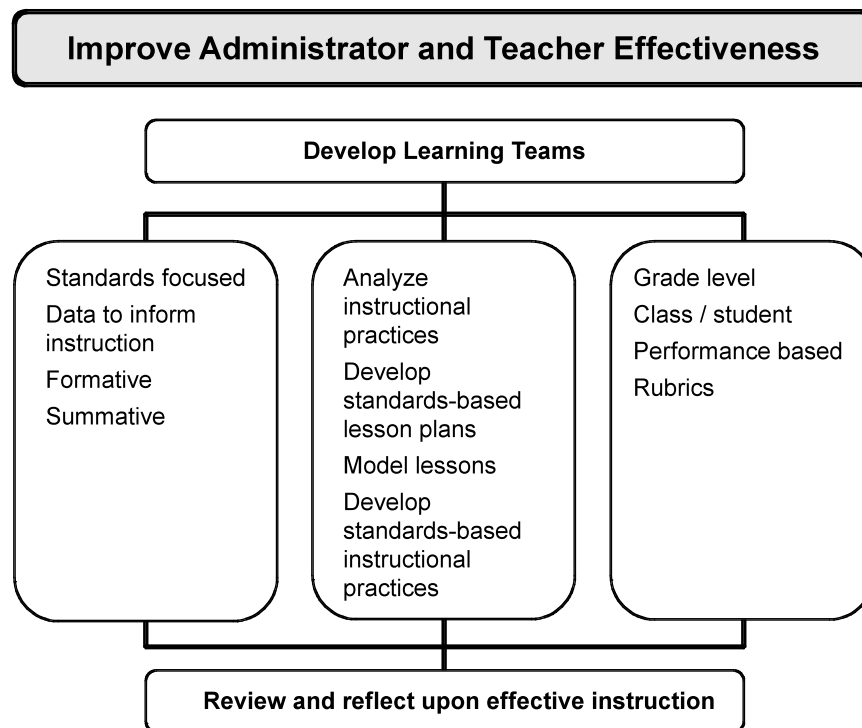 Improve Administrator and Teacher Effectiveness
Develop Learning Teams
Standards focused
Data to inform
instruction
Formative
Summative
Analyze
instructional
practices
Develop
standards-based
lesson plans
Model lessons
Develop
standards-based
instructional
practices
Grade level
Class / student
Performance based
Rubrics
Review and reflect upon effective instruction